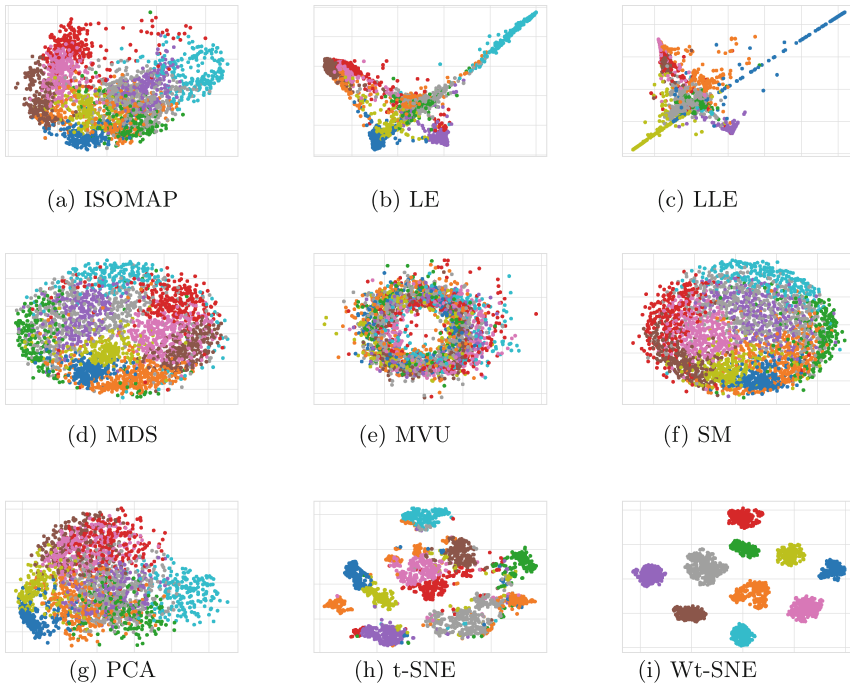 (a) ISOMAP
(b) LE
(c) LLE
(d) MDS
(e) MVU
(f) SM
(g) PCA
(h) t-SNE
(i) Wt-SNE